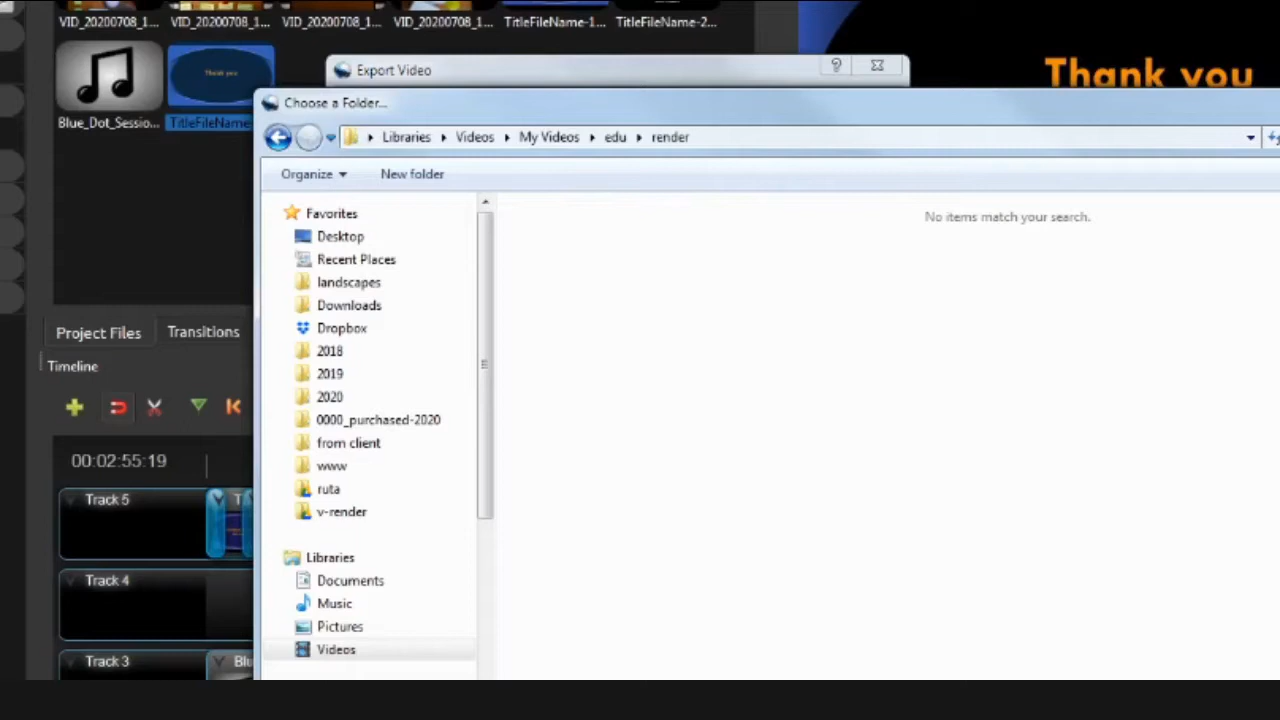 VID_20200708_1... VID_20200708_1... VID_20200708_1... VID_20200708_1... TitleFileName-1... TitleFileName-2...
Thank you
Blue_Dot_Sessio... TitleFileName-
Export Video
Thank you
Choose a Folder...
Libraries Videos My Videos edu render
Organize New folder
No items match your search.
Favorites
Desktop
Recent Places
landscapes
Downloads
Dropbox
2018
2019
2020
0000_purchased-2020
from client
www
ruta
v-render
Libraries
Documents
Music
Pictures
Videos
Project Files Transitions
Timeline
00:02:55:19
Track 5 T
Track 4
Track 3 Blu